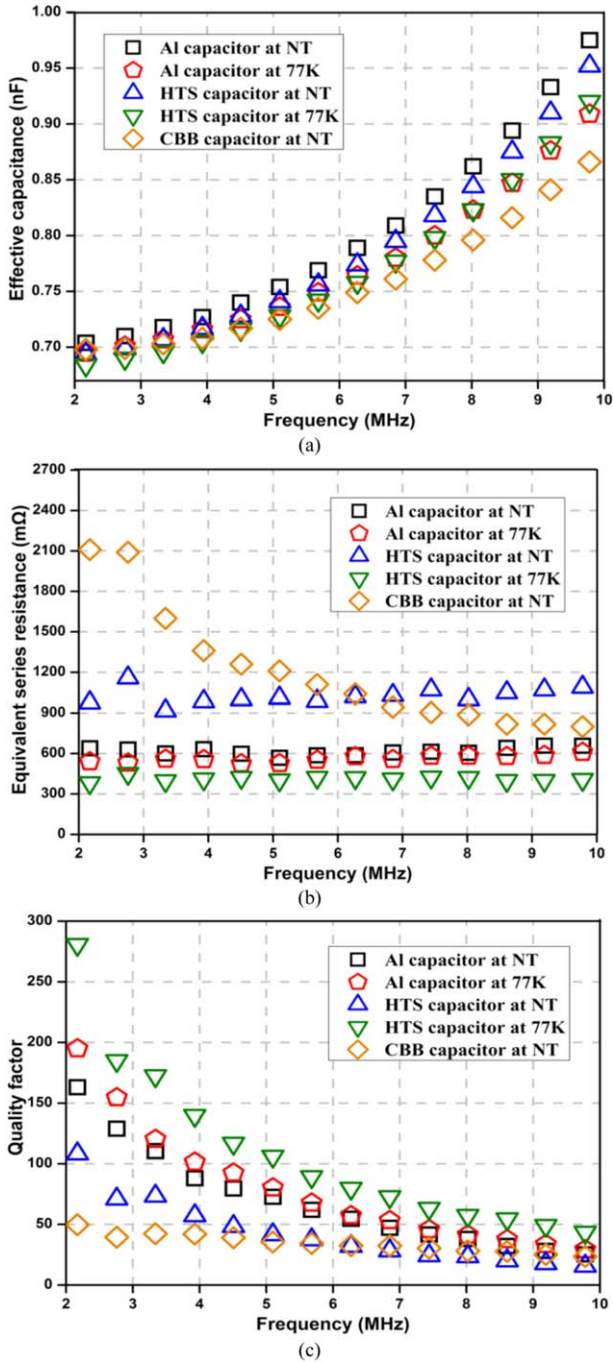 1.00
0.95
0.90
0.85
0.80
0.75
0.70
Effective capacitance (nF)
Al capacitor at NT
Al capacitor at 77K
HTS capacitor at NT
HTS capacitor at 77K
CBB capacitor at NT
2 3 4 5 6 7 8 9 10
Frequency (MHz)
(a)
2700
2400
2100
1800
1500
1200
900
600
300
0
Equivalent series resistance (mΩ)
Al capacitor at NT
Al capacitor at 77K
HTS capacitor at NT
HTS capacitor at 77K
CBB capacitor at NT
2 3 4 5 6 7 8 9 10
Frequency (MHz)
(b)
300
250
200
150
100
50
0
Quality factor
Al capacitor at NT
Al capacitor at 77K
HTS capacitor at NT
HTS capacitor at 77K
CBB capacitor at NT
2 3 4 5 6 7 8 9 10
Frequency (MHz)
(c)